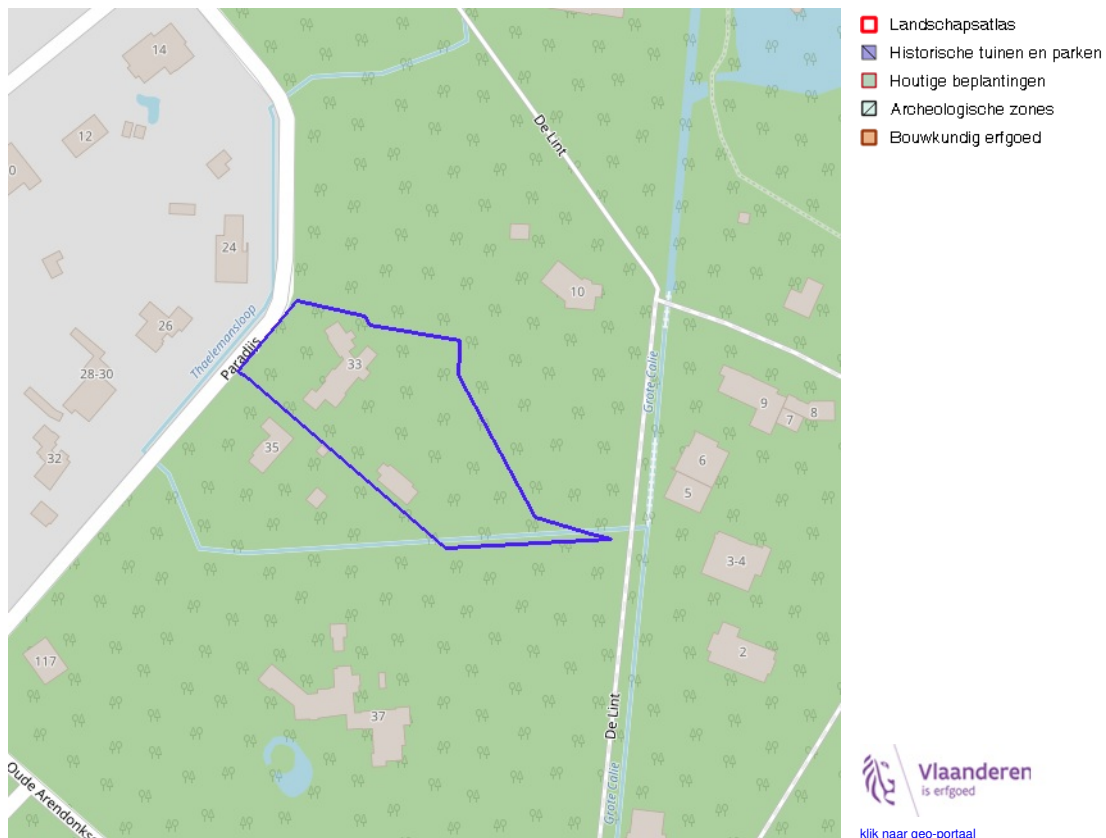 14
De Lint
12
0
24
10
Thaelemansloop
26
Paradijs
33
28-30
Grote Calie
9
8
7
35
6
32
5
3-4
2
117
37
De Lint
Oude Arendonks
Grote Calie
Landschapsatlas
Historische tuinen en parken
Houtige beplantingen
Archeologische zones
Bouwkundig erfgoed
Vlaanderen
is erfgoed
klik naar geo-portaal